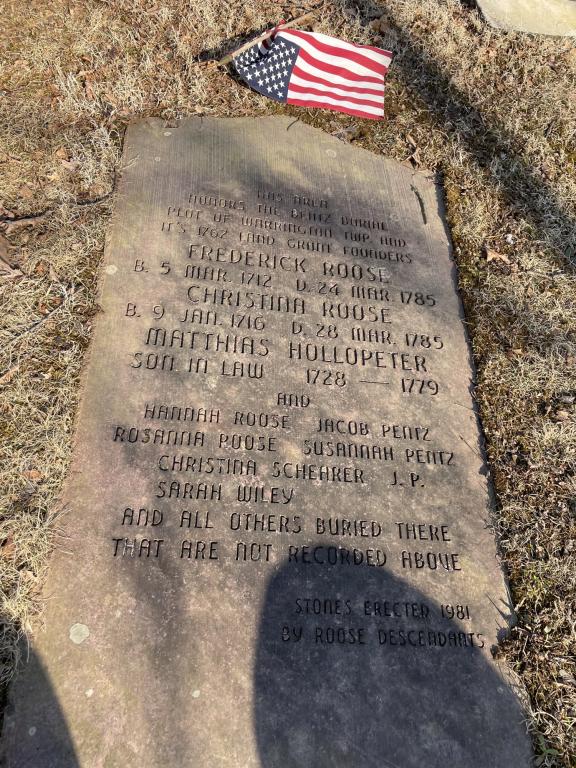 THIS AREA
HONORS THE BENTZ BURIAL
PLOT OF WARRINGTON TWP. AND
IT'S 1762 LAND GRANT FOUNDERS
FREDERICK ROOSE
B. 5 MAR. 1712 D. 24 MAR. 1785
CHRISTINA ROOSE
B. 9 JAN. 1716 D. 28 MAR. 1785
MATTHIAS HOLLOPETER
SON IN LAW 1728 — 1779
AND
HANNAH ROOSE JACOB PENTZ
ROSANNA ROOSE SUSANNAH PENTZ
CHRISTINA SCHEARER J.P.
SARAH WILEY
AND ALL OTHERS BURIED THERE
THAT ARE NOT RECORDED ABOVE
STONES ERECTED 1981
BY ROOSE DESCENDANTS